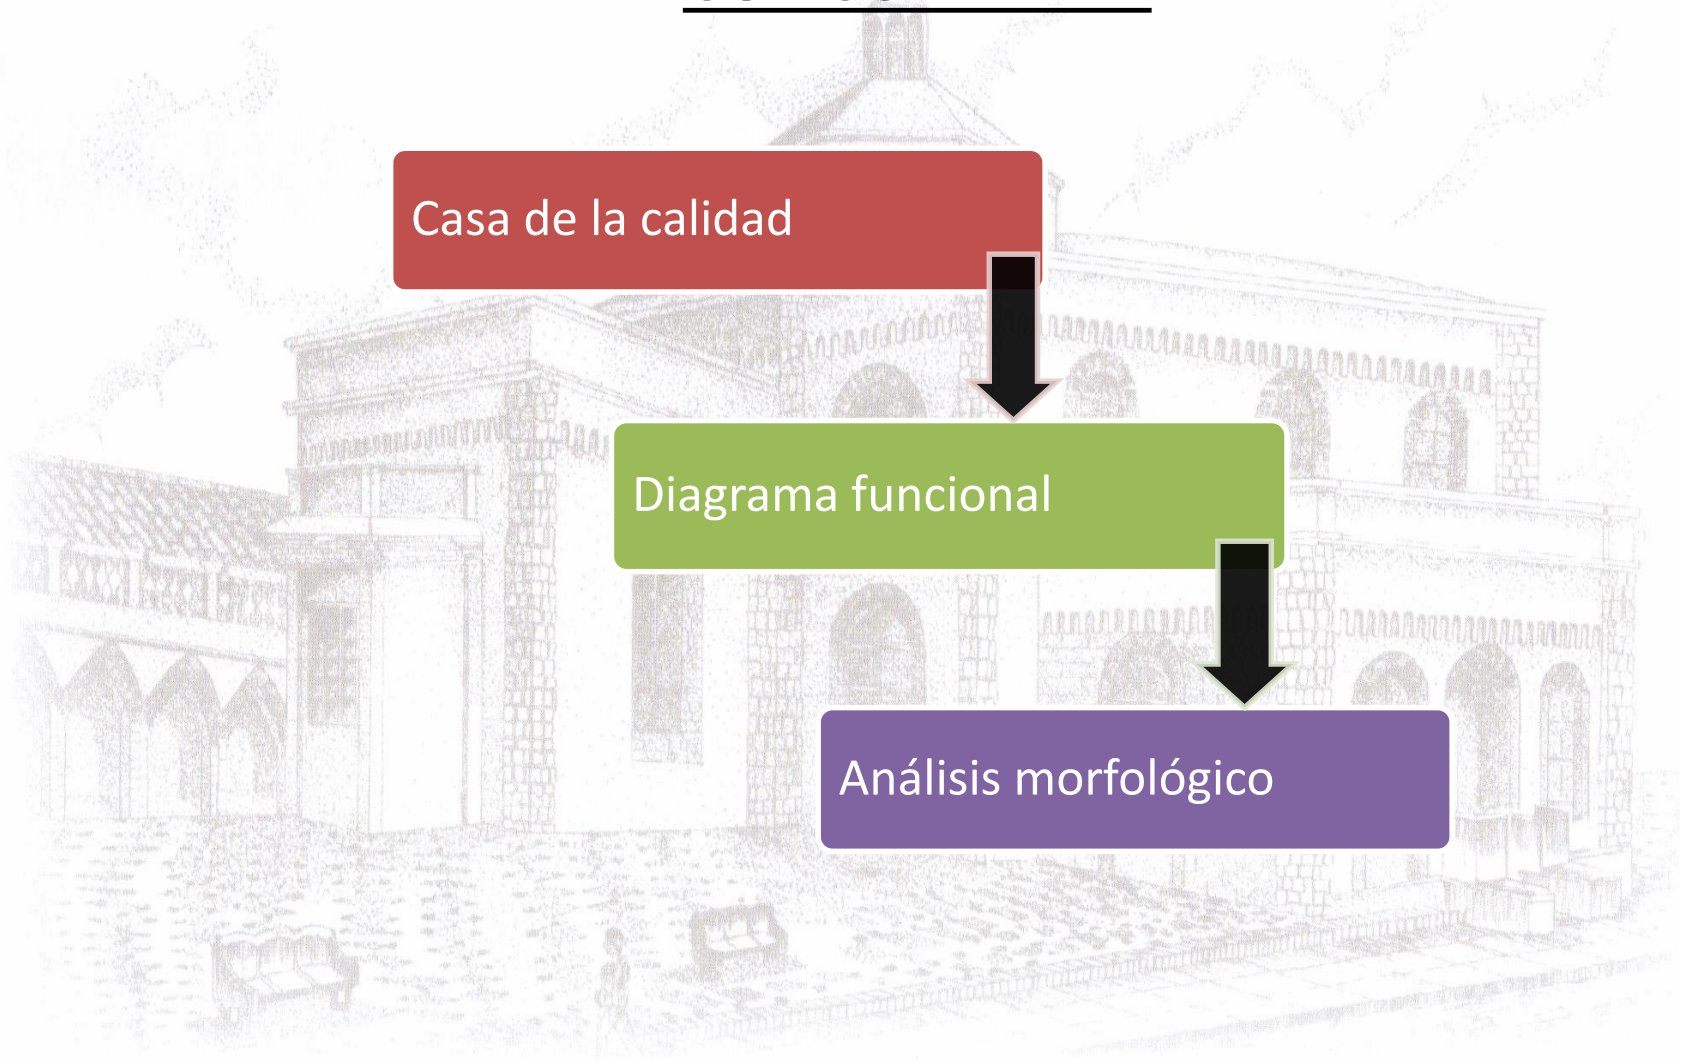 Casa de la calidad
Diagrama funcional
Análisis morfológico